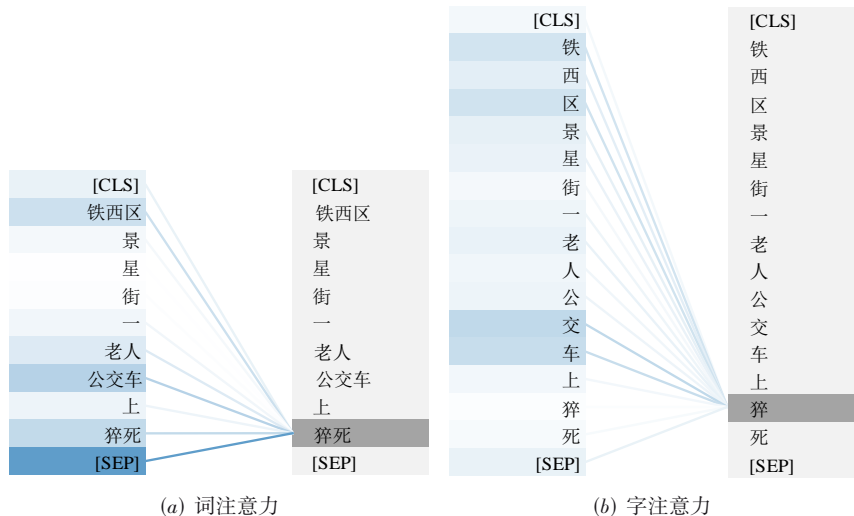 [CLS]
铁西区
景
星
街
一
老人
公交车
上
猝死
[SEP]
[CLS]
铁西区
景
星
街
一
老人
公交车
上
猝死
[SEP]
(a) 词注意力
[CLS]
铁
西
区
景
星
街
一
老
人
公
交
车
上
猝
死
[SEP]
[CLS]
铁
西
区
景
星
街
一
老
人
公
交
车
上
猝
死
[SEP]
(b) 字注意力